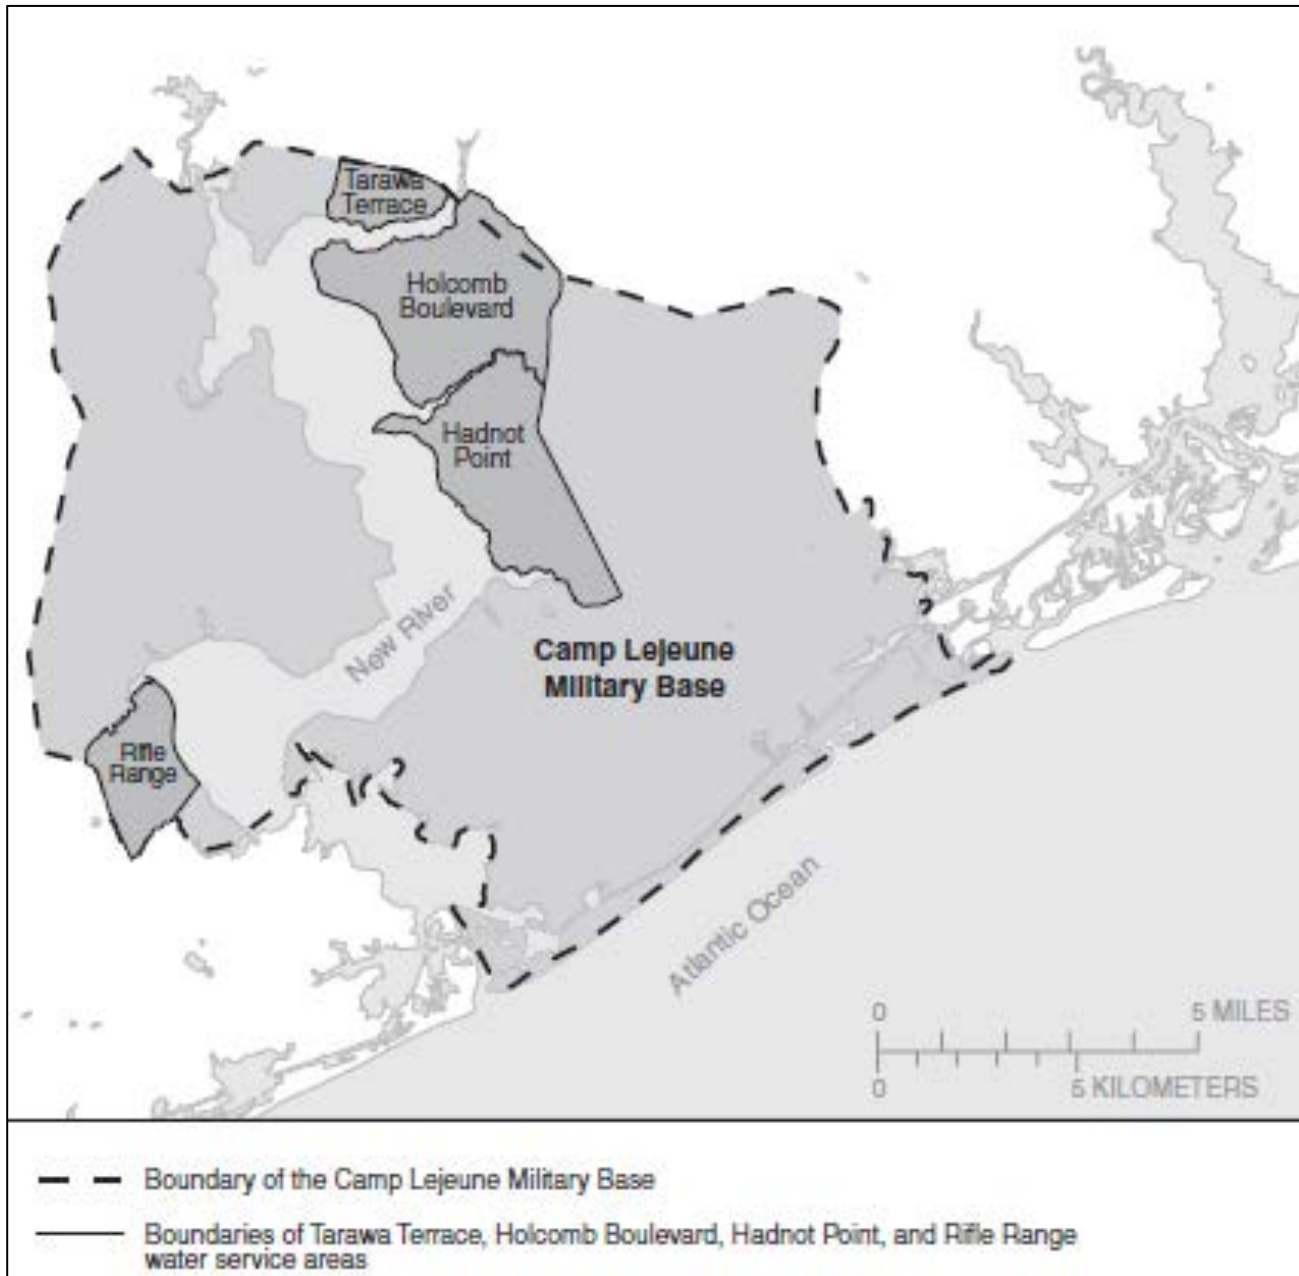 Tarawa
Terrace
Holcomb
Boulevard
Hadnot
Point
New River
Camp Lejeune
Military Base
Rifle
Range
Atlantic Ocean
0 5 MILES
0 5 KILOMETERS
Boundary of the Camp Lejeune Military Base
Boundaries of Tarawa Terrace, Holcomb Boulevard, Hadnot Point, and Rifle Range
water service areas